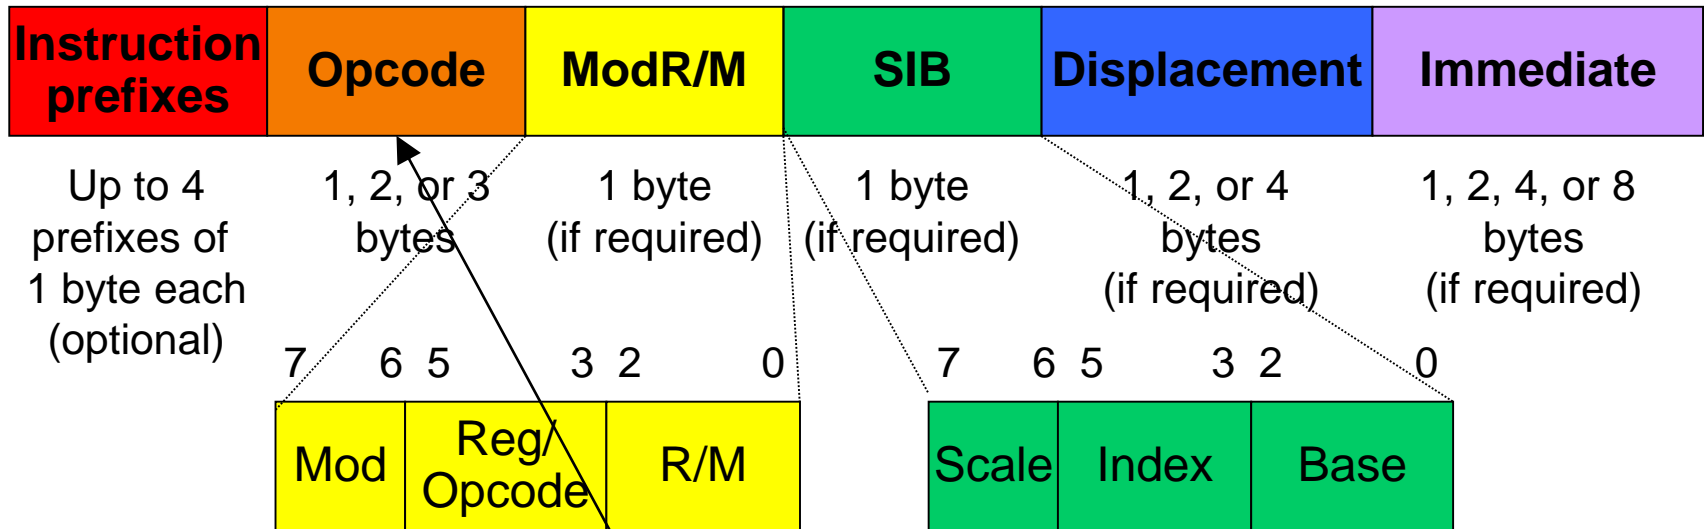 Instruction
prefixes
Opcode
ModR/M
SIB
Displacement
Immediate
Up to 4
prefixes of
1 byte each
(optional)
1, 2, or 3
bytes
1 byte
(if required)
1 byte
(if required)
1, 2, or 4
bytes
(if required)
1, 2, 4, or 8
bytes
(if required)
7 6 5 3 2 0
Mod
Reg/
Opcode
R/M
7 6 5 3 2 0
Scale
Index
Base